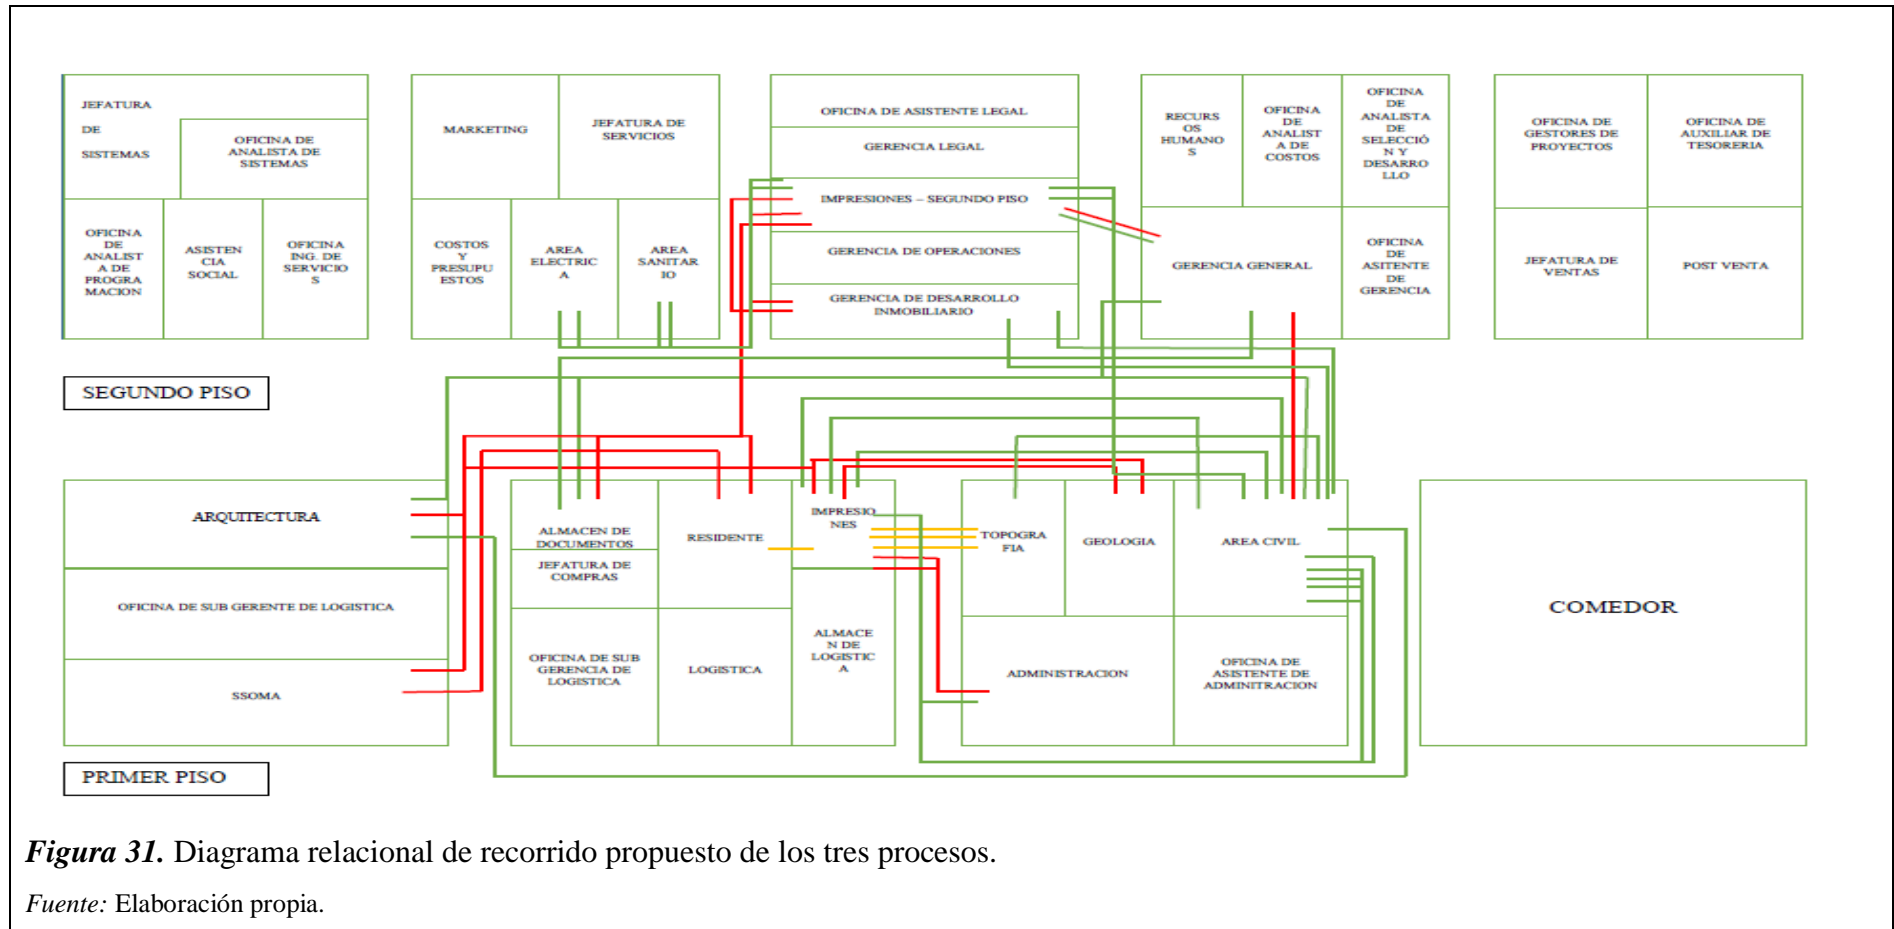 JEFATURA
DE
SISTEMAS
OFICINA DE
ANALISTA DE
SISTEMAS
OFICINA
DE
ANALIST
A DE
PROGRA
MACION
ASISTEN
CIA
SOCIAL
OFICINA
ING. DE
SERVICIO
S
MARKETING
JEFATURA DE
SERVICIOS
COSTOS
Y
PRESUPU
ESTOS
AREA
ELECTRIC
A
AREA
SANITAR
IO
OFICINA DE ASISTENTE LEGAL
GERENCIA LEGAL
IMPRESIONES – SEGUNDO PISO
GERENCIA DE OPERACIONES
GERENCIA DE DESARROLLO
INMOBILIARIO
RECURS
OS
HUMANO
S
OFICINA
DE
ANALIST
A DE
COSTOS
OFICINA
DE
ANALISTA
DE
SELECCIÓ
N Y
DESARRO
LLO
GERENCIA GENERAL
OFICINA
DE
ASITENTE
DE
GERENCIA
OFICINA DE
GESTORES DE
PROYECTOS
OFICINA DE
AUXILIAR DE
TESORERIA
JEFATURA DE
VENTAS
POST VENTA
SEGUNDO PISO
ARQUITECTURA
OFICINA DE SUB GERENTE DE LOGISTICA
SSOMA
ALMACEN DE
DOCUMENTOS
JEFATURA DE
COMPRAS
RESIDENTE
IMPRESIO
NES
OFICINA DE SUB
GERENCIA DE
LOGISTICA
LOGISTICA
ALMACE
N DE
LOGISTIC
A
TOPOGRA
FIA
GEOLOGIA
AREA CIVIL
ADMINISTRACION
OFICINA DE
ASISTENTE DE
ADMINITRACION
COMEDOR
PRIMER PISO
Figura 31. Diagrama relacional de recorrido propuesto de los tres procesos.
Fuente: Elaboración propia.